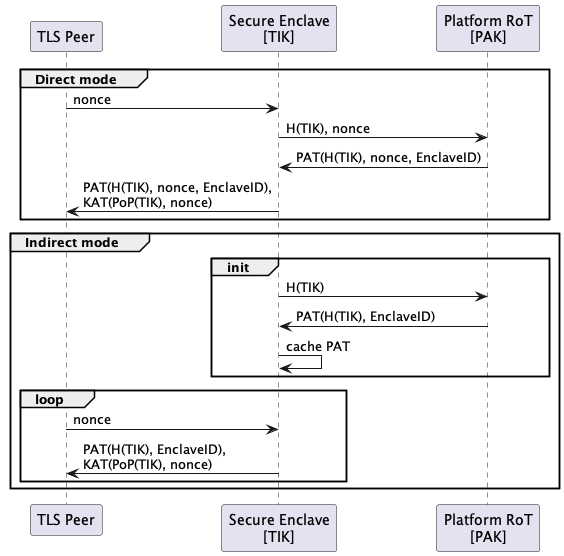 TLS Peer
Secure Enclave
[TIK]
Platform RoT
[PAK]
Direct mode
nonce
H(TIK), nonce
PAT(H(TIK), nonce, EnclaveID)
PAT(H(TIK), nonce, EnclaveID),
KAT(PoP(TIK), nonce)
Indirect mode
init
H(TIK)
PAT(H(TIK), EnclaveID)
cache PAT
loop
nonce
PAT(H(TIK), EnclaveID),
KAT(PoP(TIK), nonce)
TLS Peer
Secure Enclave
[TIK]
Platform RoT
[PAK]